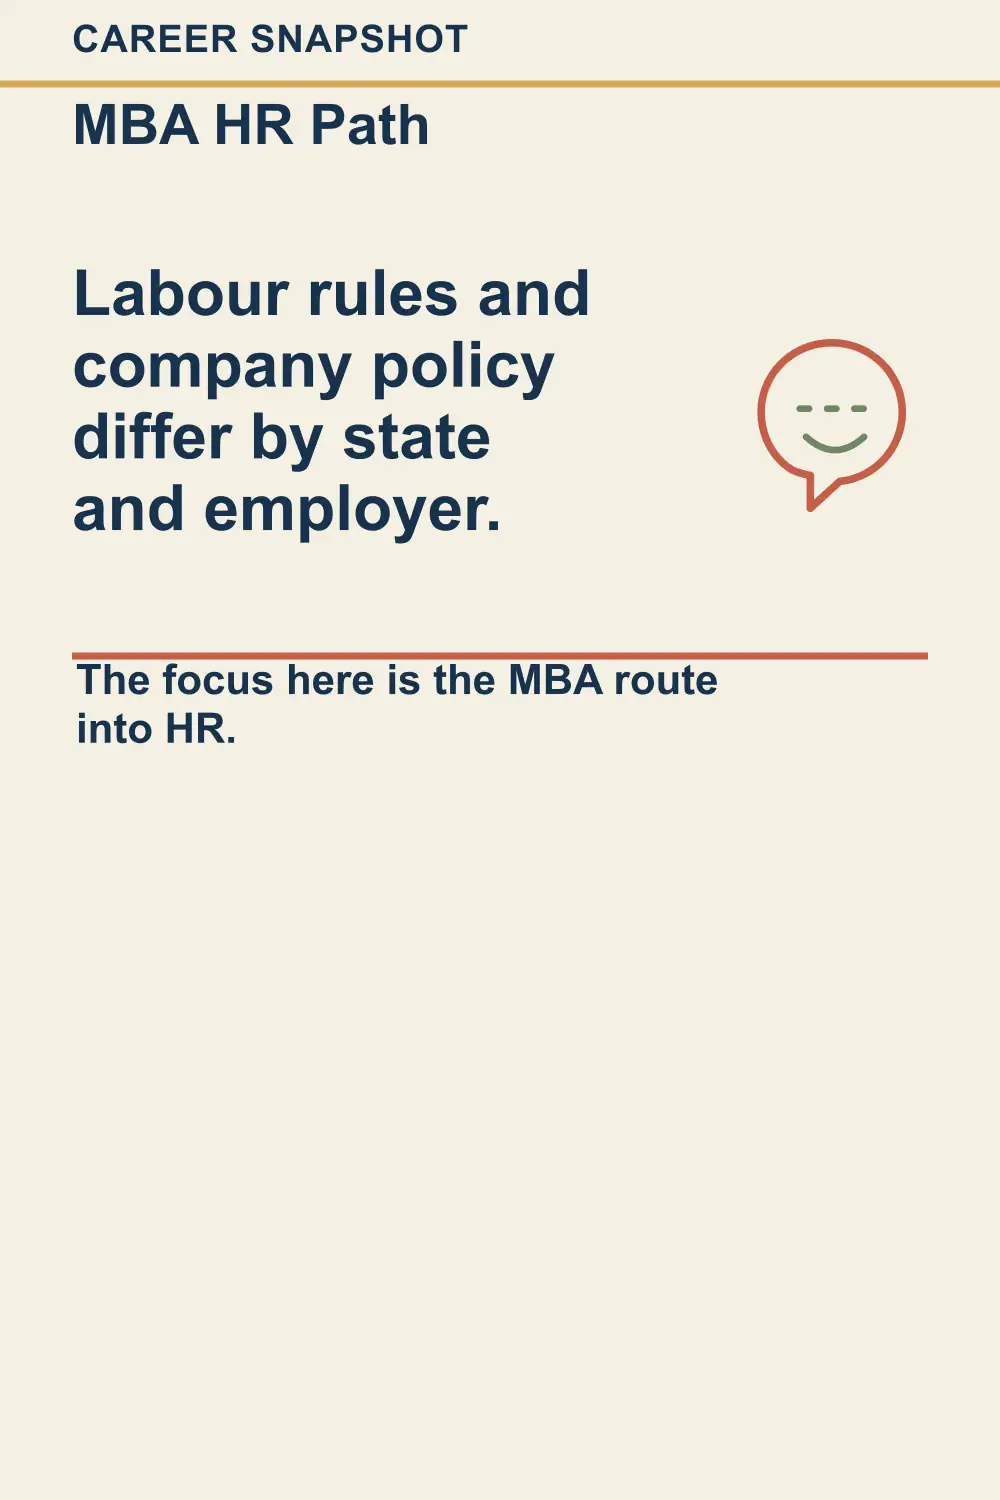 CAREER SNAPSHOT
MBA HR Path
Labour rules and
company policy
differ by state
and employer.
The focus here is the MBA route
into HR.